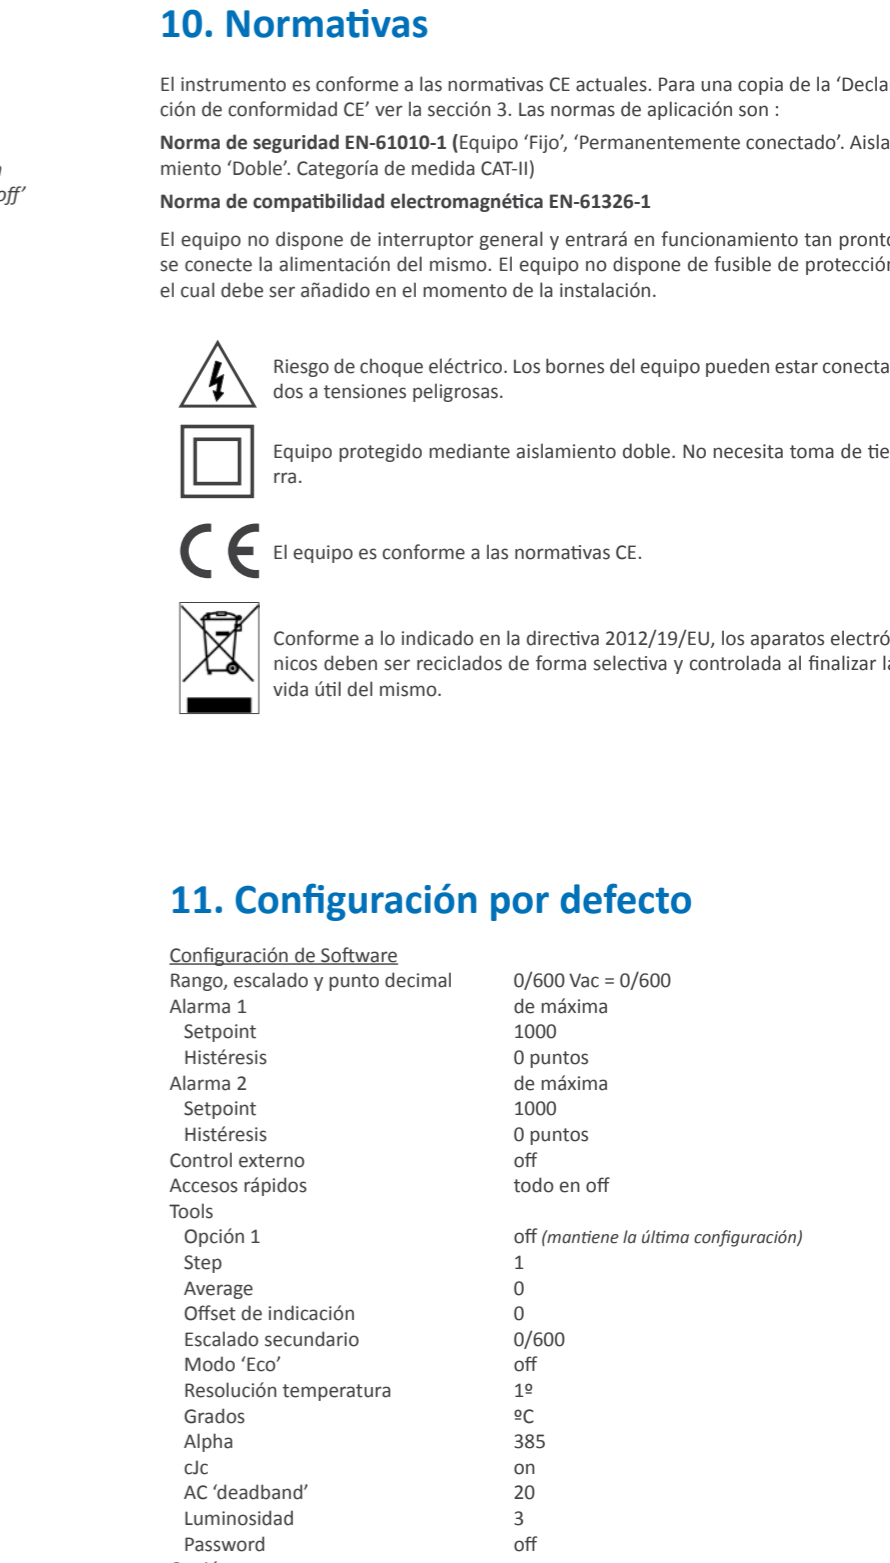 off’
10. Normativas
El instrumento es conforme a las normativas CE actuales. Para una copia de la ‘Decla
ción de conformidad CE’ ver la sección 3. Las normas de aplicación son :
Norma de seguridad EN-61010-1 (Equipo ‘Fijo’, ‘Permanentemente conectado’. Aisla
miento ‘Doble’. Categoría de medida CAT-II)
Norma de compatibilidad electromagnética EN-61326-1
El equipo no dispone de interruptor general y entrará en funcionamiento tan pronto
se conecte la alimentación del mismo. El equipo no dispone de fusible de protección
el cual debe ser añadido en el momento de la instalación.
Riesgo de choque eléctrico. Los bornes del equipo pueden estar conecta
dos a tensiones peligrosas.
Equipo protegido mediante aislamiento doble. No necesita toma de tie
rra.
CE El equipo es conforme a las normativas CE.
Conforme a lo indicado en la directiva 2012/19/EU, los aparatos electró
nicos deben ser reciclados de forma selectiva y controlada al finalizar la
vida útil del mismo.
11. Configuración por defecto
Configuración de Software
Rango, escalado y punto decimal 0/600 Vac = 0/600
Alarma 1 de máxima
Setpoint 1000
Histéresis 0 puntos
Alarma 2 de máxima
Setpoint 1000
Histéresis 0 puntos
Control externo off
Accesos rápidos todo en off
Tools
Opción 1 off (mantiene la última configuración)
Step 1
Average 0
Offset de indicación 0
Escalado secundario 0/600
Modo ‘Eco’ off
Resolución temperatura 1º
Grados ºC
Alpha 385
cJc on
AC ‘deadband’ 20
Luminosidad 3
Password off